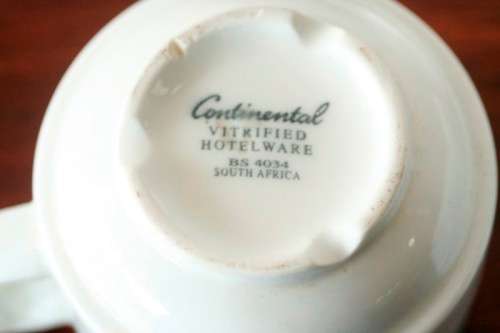 Continental
VITRIFIED
HOTELWARE
BS 4034
SOUTH AFRICA